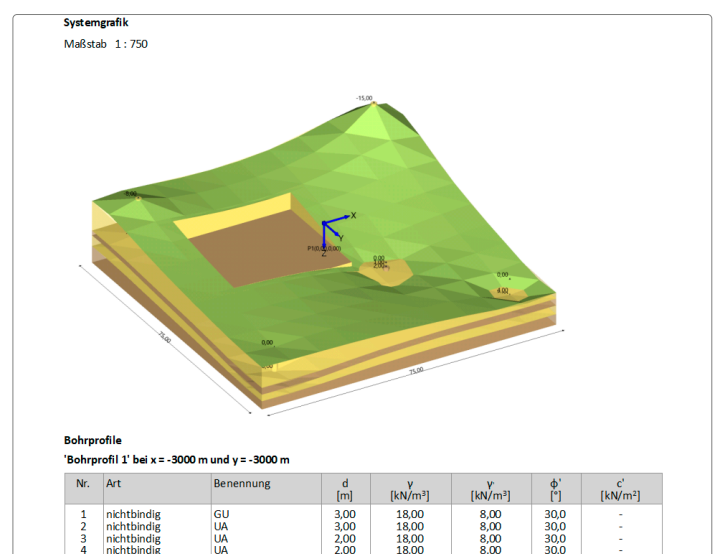 Systemgrafik
Maßstab 1 : 750
-15,00
X
Y
Z
0,00
0,00
4,00
0,00
75,00
75,00
Bohrprofile
'Bohrprofil 1' bei x = -3000 m und y = -3000 m
Nr. Art Benennung d γ γ' ϕ' c'
[m] [kN/m³] [kN/m³] [°] [kN/m²]
1 nichtbindig GU 3,00 18,00 8,00 30,0 -
2 nichtbindig UA 3,00 18,00 8,00 30,0 -
3 nichtbindig UA 2,00 18,00 8,00 30,0 -
4 nichtbindig UA 2,00 18,00 8,00 30,0 -